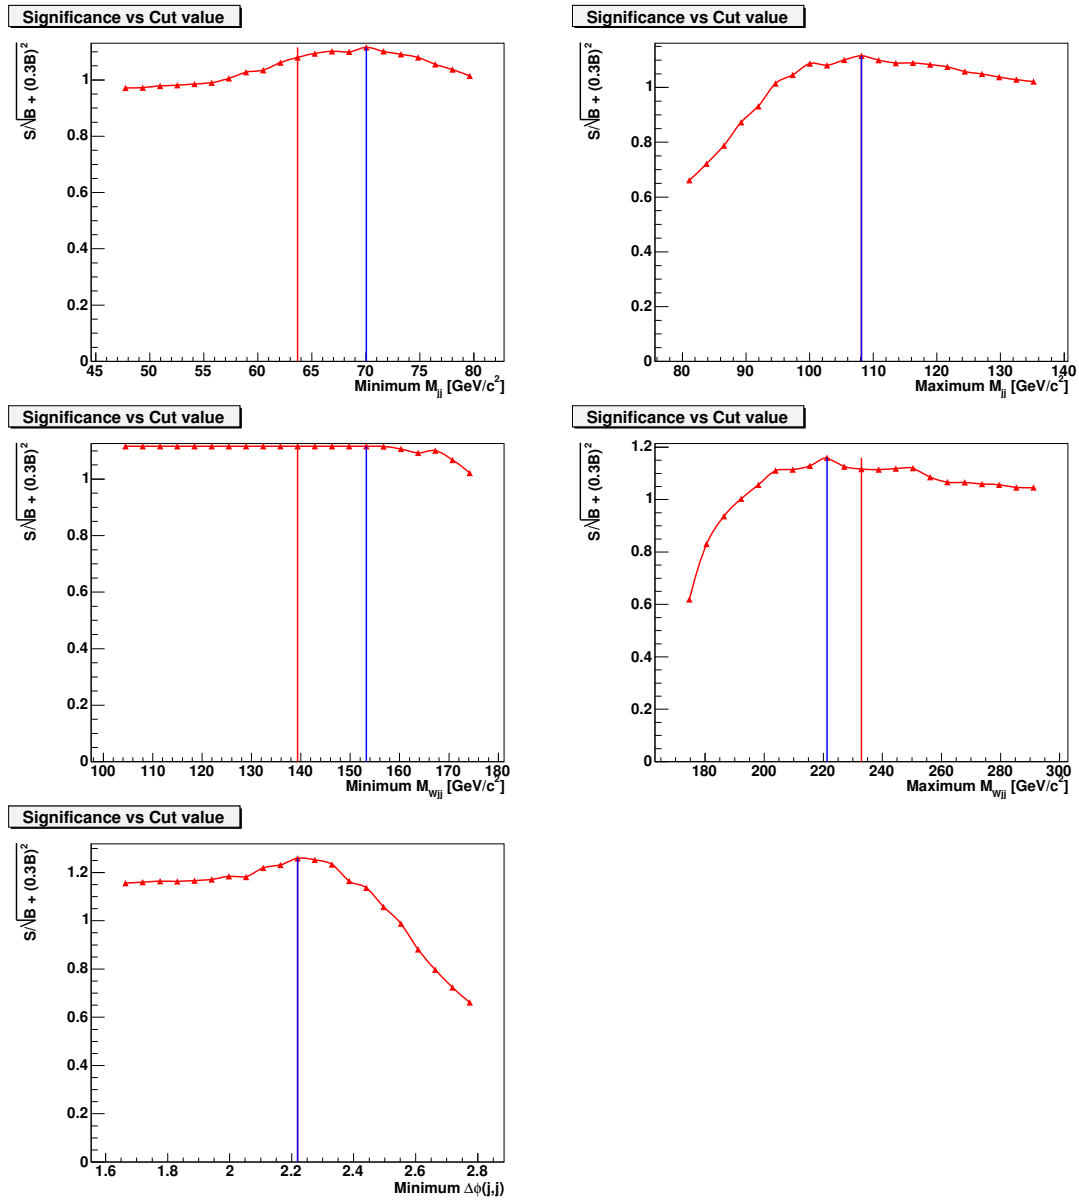 Significance vs Cut value
S/√B + (0.3B)²
1
0.8
0.6
0.4
0.2
0
45 50 55 60 65 70 75 80
Minimum Mjj [GeV/c²]
Significance vs Cut value
S/√B + (0.3B)²
1
0.8
0.6
0.4
0.2
0
80 90 100 110 120 130 140
Maximum Mjj [GeV/c²]
Significance vs Cut value
S/√B + (0.3B)²
1
0.8
0.6
0.4
0.2
0
100 110 120 130 140 150 160 170 180
Minimum MWjj [GeV/c²]
Significance vs Cut value
S/√B + (0.3B)²
1.2
1
0.8
0.6
0.4
0.2
0
180 200 220 240 260 280 300
Maximum MWjj [GeV/c²]
Significance vs Cut value
S/√B + (0.3B)²
1.2
1
0.8
0.6
0.4
0.2
0
1.6 1.8 2 2.2 2.4 2.6 2.8
Minimum Δϕ(j,j)